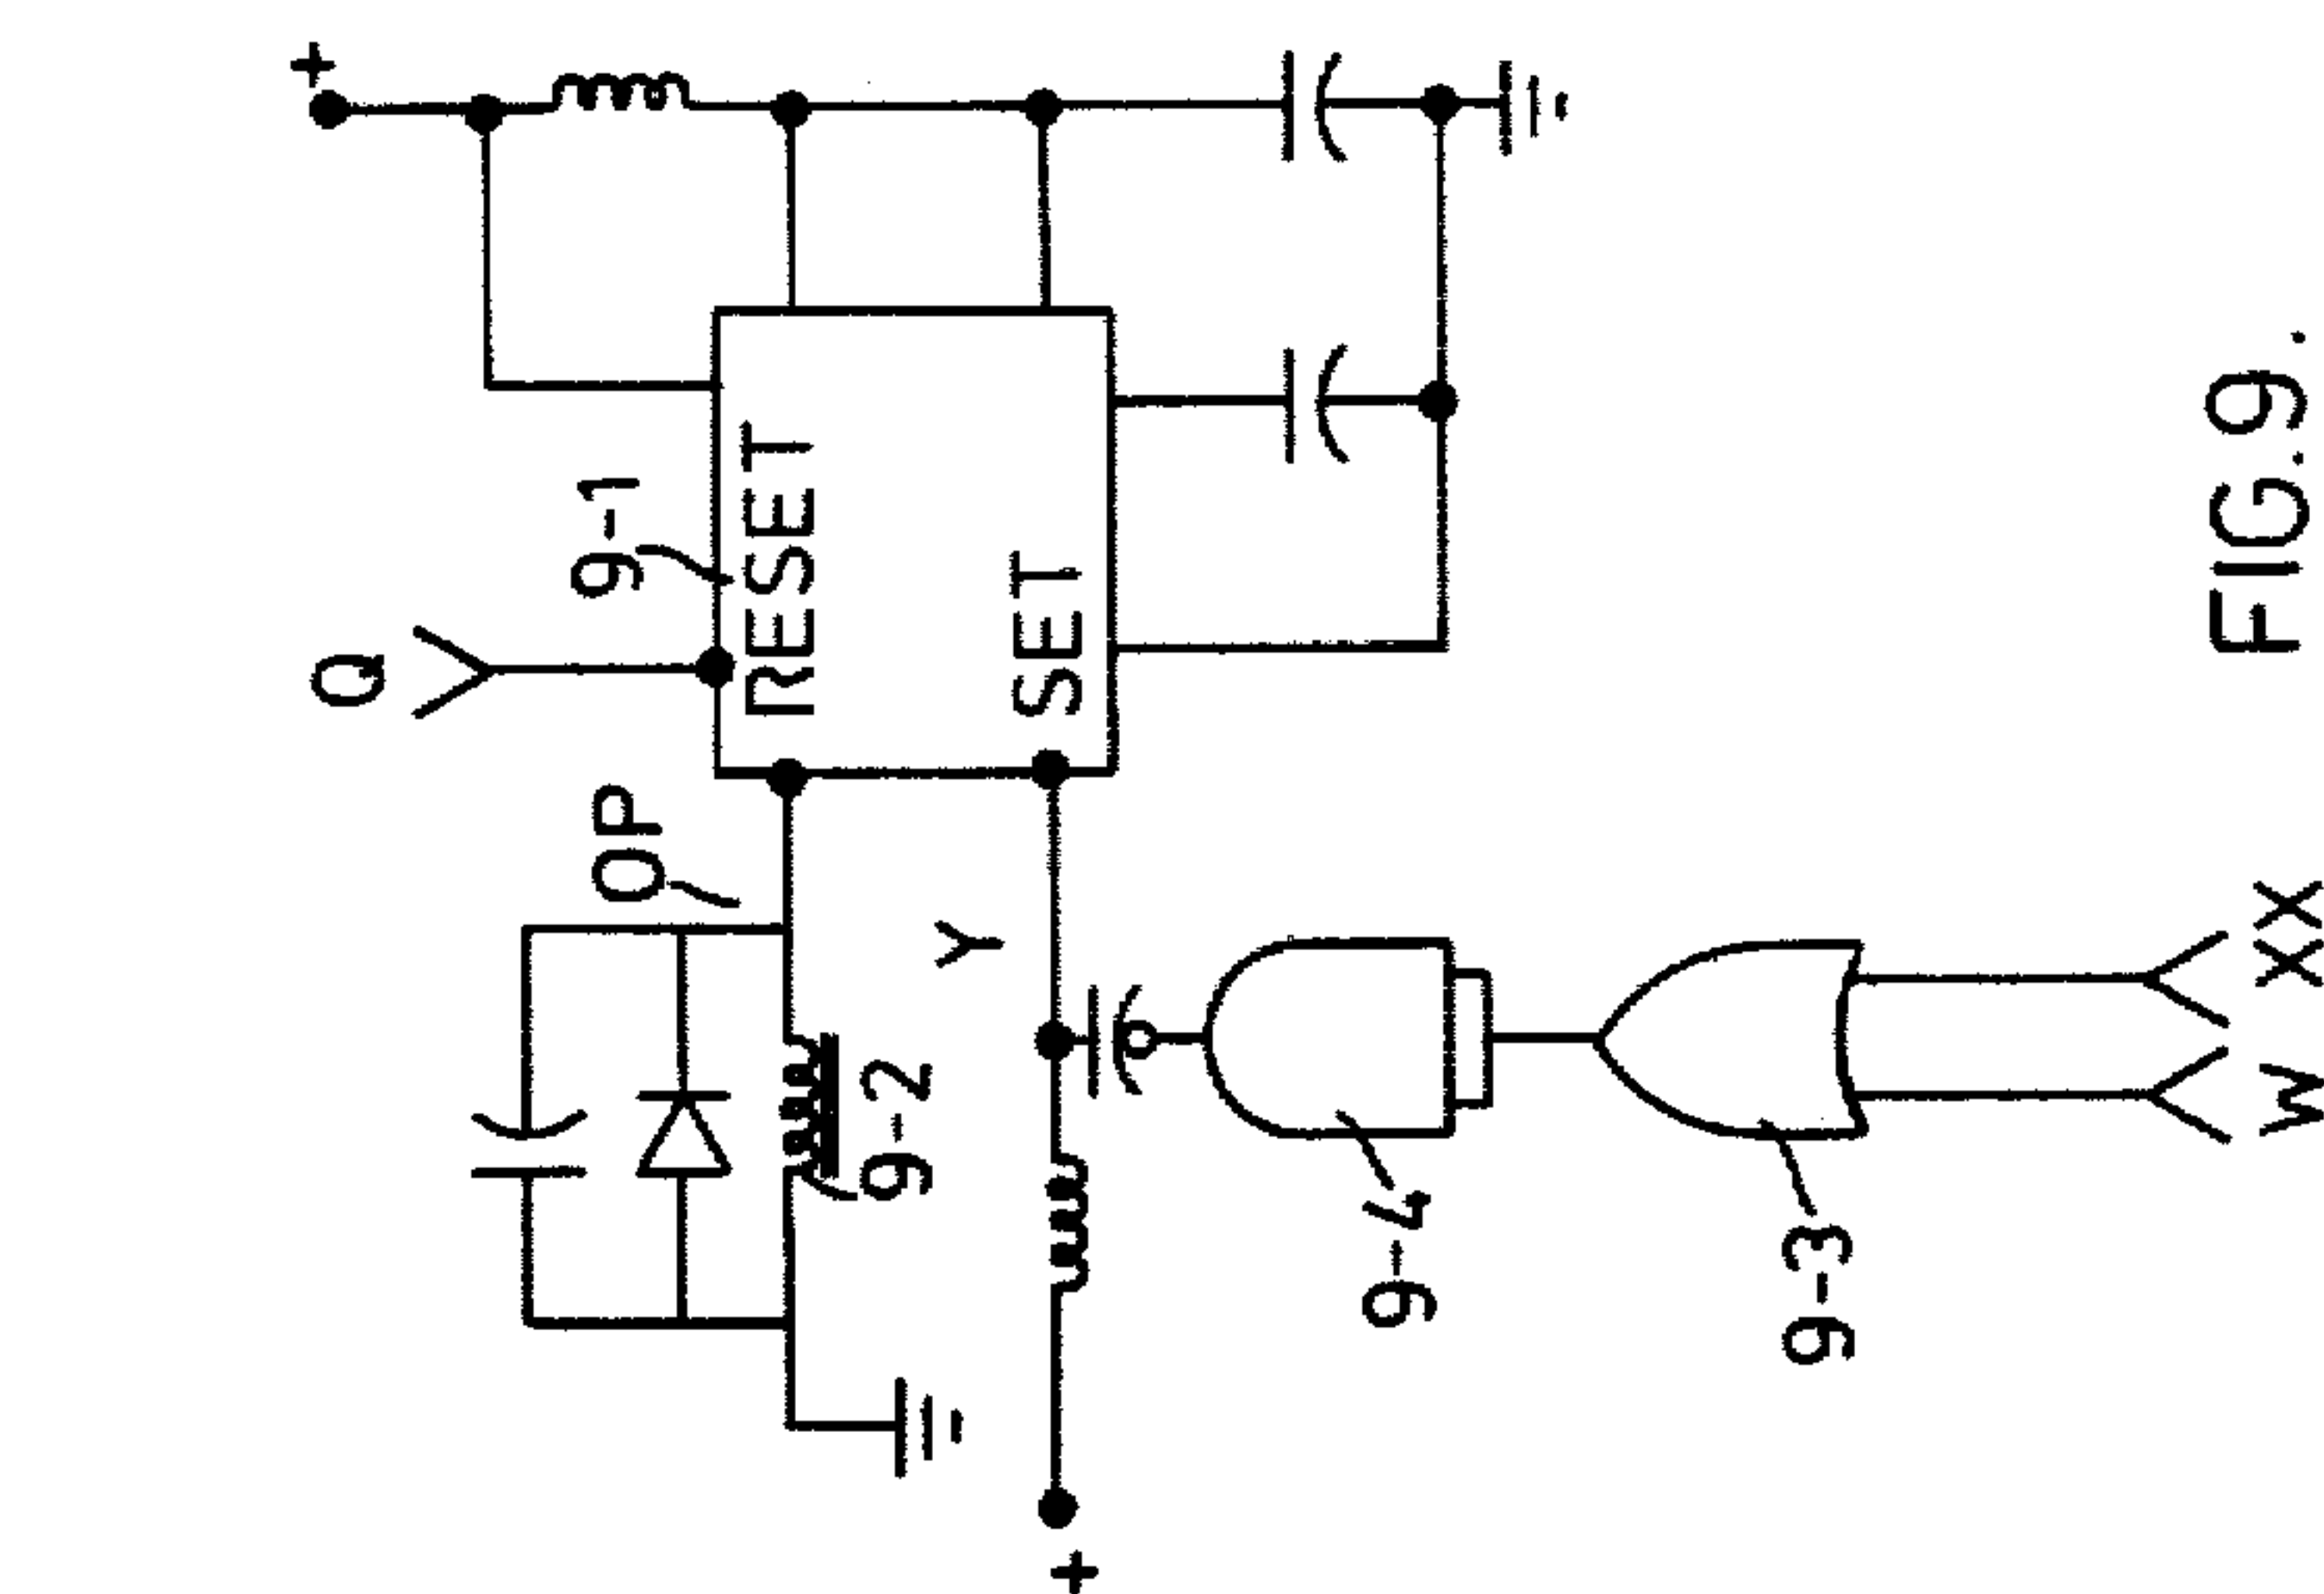 +
Q
OP
9-1
RESET
9-2
Y
SET
+
9-4
9-3
W XX
FIG.9.